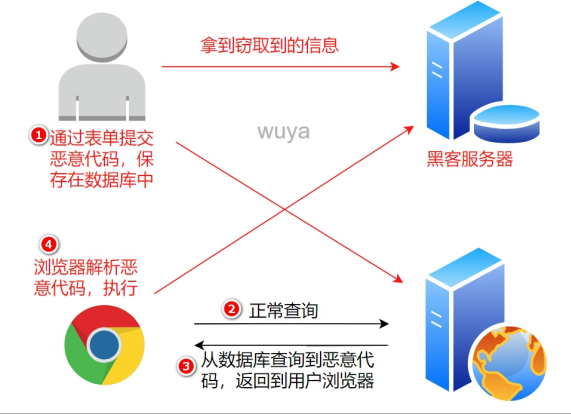 拿到窃取到的信息
wuya
黑客服务器
1
通过表单提交
恶意代码，保
存在数据库中
4
浏览器解析恶
意代码，执行
2 正常查询
3 从数据库查询到恶意代
码，返回到用户浏览器